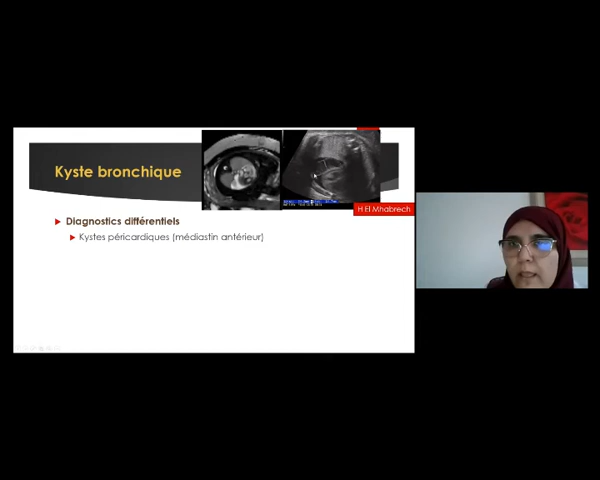 Kyste bronchique
H El Mhabrech
Diagnostics différentiels
Kystes péricardiques (médiastin antérieur)